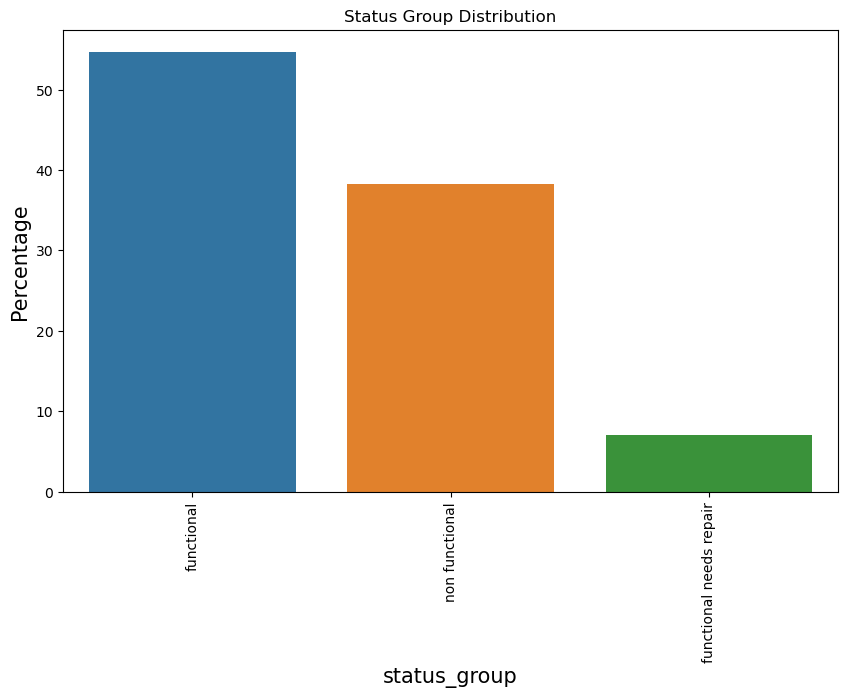 Status Group Distribution
Percentage
50
40
30
20
10
0
functional
non functional
functional needs repair
status_group